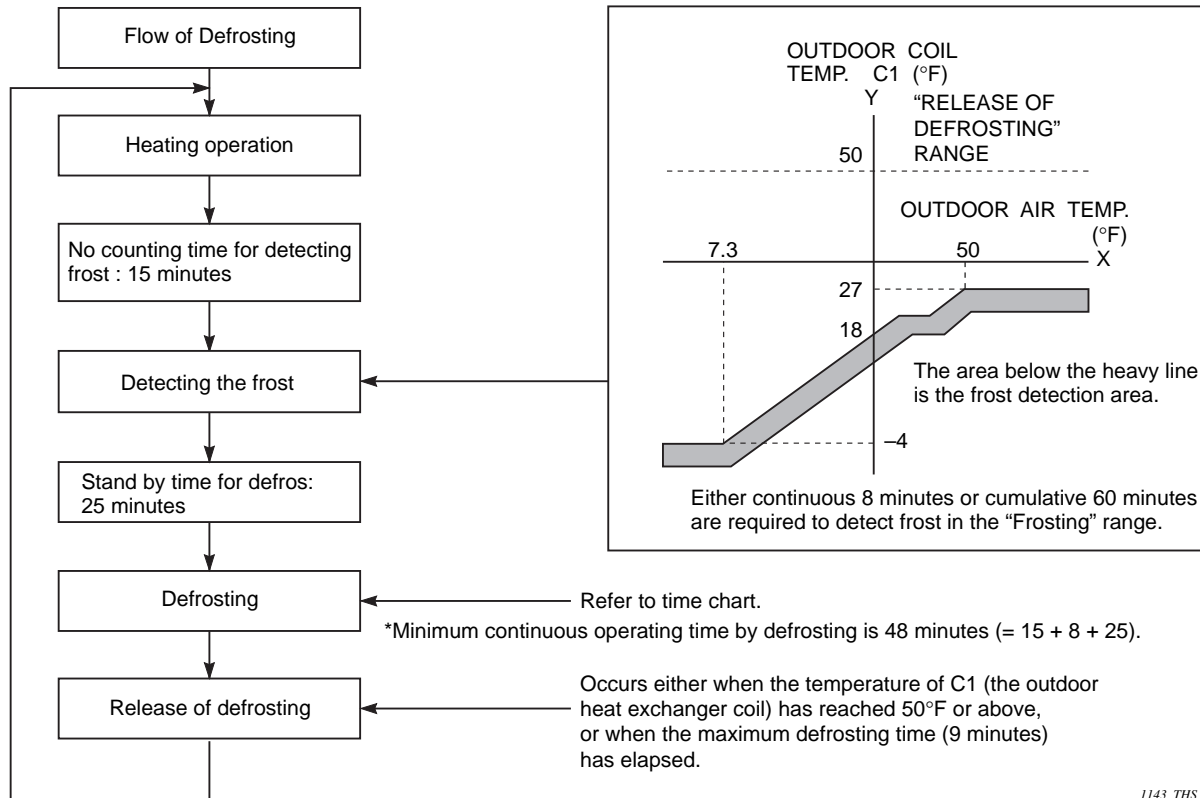 Flow of Defrosting
Heating operation
No counting time for detecting
frost : 15 minutes
Detecting the frost
Stand by time for defros:
25 minutes
Defrosting
Release of defrosting
OUTDOOR COIL
TEMP. C1 (°F)
Y
“RELEASE OF
DEFROSTING”
RANGE
50
OUTDOOR AIR TEMP.
(°F)
7.3
50
X
27
18
The area below the heavy line
is the frost detection area.
–4
Either continuous 8 minutes or cumulative 60 minutes
are required to detect frost in the “Frosting” range.
Refer to time chart.
*Minimum continuous operating time by defrosting is 48 minutes (= 15 + 8 + 25).
Occurs either when the temperature of C1 (the outdoor
heat exchanger coil) has reached 50°F or above,
or when the maximum defrosting time (9 minutes)
has elapsed.
1143_THS